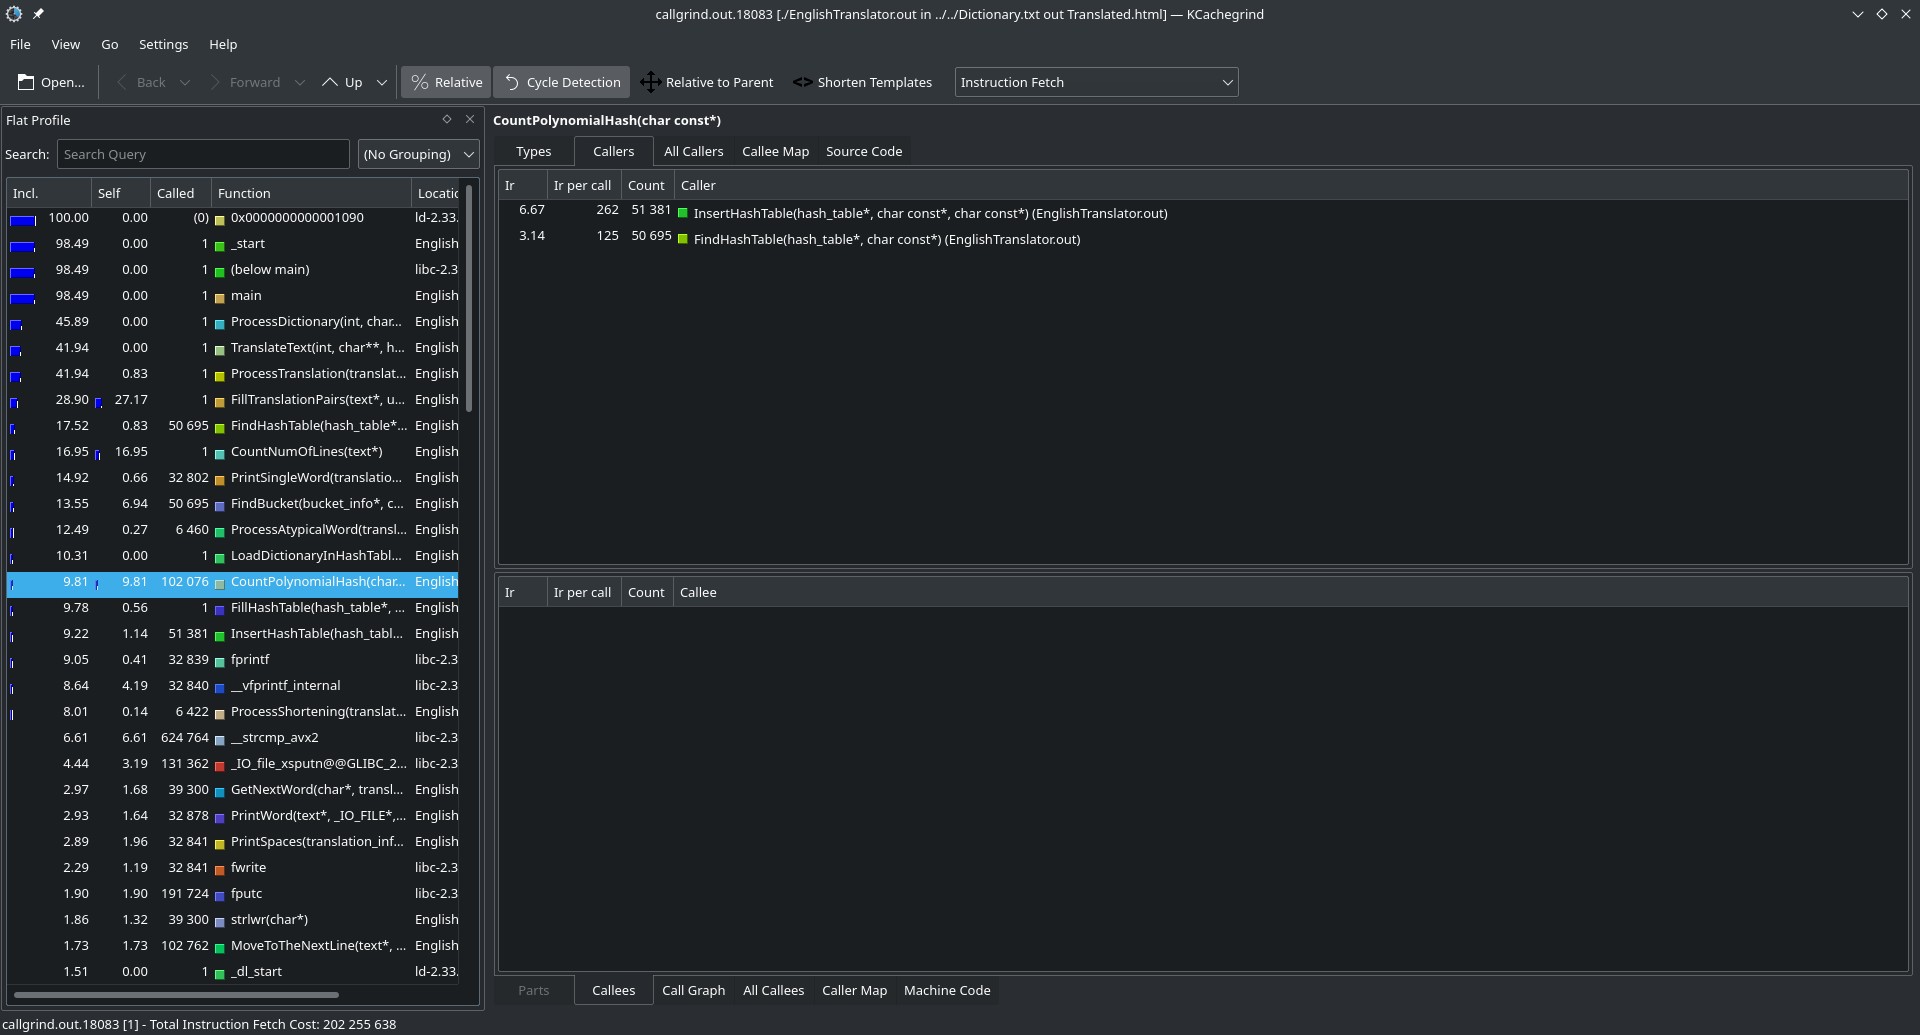 callgrind.out.18083 [./EnglishTranslator.out in ../../Dictionary.txt out Translated.html] — KCachegrind
File View Go Settings Help
Open... Back Forward Up Relative Cycle Detection Relative to Parent <> Shorten Templates Instruction Fetch
Flat Profile
Search: Search Query (No Grouping)
Incl. Self Called Function Locatic
100.00 0.00 (0) 0x0000000000001090 ld-2.33.
98.49 0.00 1 _start English
98.49 0.00 1 (below main) libc-2.3
98.49 0.00 1 main English
45.89 0.00 1 ProcessDictionary(int, char... English
41.94 0.00 1 TranslateText(int, char**, h... English
41.94 0.83 1 ProcessTranslation(translat... English
28.90 27.17 1 FillTranslationPairs(text*, u... English
17.52 0.83 50 695 FindHashTable(hash_table*... English
16.95 16.95 1 CountNumOfLines(text*) English
14.92 0.66 32 802 PrintSingleWord(translatio... English
13.55 6.94 50 695 FindBucket(bucket_info*, c... English
12.49 0.27 6 460 ProcessAtypicalWord(transl... English
10.31 0.00 1 LoadDictionaryInHashTabl... English
9.81 9.81 102 076 CountPolynomialHash(char... English
9.78 0.56 1 FillHashTable(hash_table*, ... English
9.22 1.14 51 381 InsertHashTable(hash_tabl... English
9.05 0.41 32 839 fprintf libc-2.3
8.64 4.19 32 840 __vfprintf_internal libc-2.3
8.01 0.14 6 422 ProcessShortening(translat... English
6.61 6.61 624 764 __strcmp_avx2 libc-2.3
4.44 3.19 131 362 _IO_file_xsputn@@GLIBC_2... libc-2.3
2.97 1.68 39 300 GetNextWord(char*, transl... English
2.93 1.64 32 878 PrintWord(text*, _IO_FILE*,... English
2.89 1.96 32 841 PrintSpaces(translation_inf... English
2.29 1.19 32 841 fwrite libc-2.3
1.90 1.90 191 724 fputc libc-2.3
1.86 1.32 39 300 strlwr(char*) English
1.73 1.73 102 762 MoveToTheNextLine(text*, ... English
1.51 0.00 1 _dl_start ld-2.33.
CountPolynomialHash(char const*)
Types Callers All Callers Callee Map Source Code
Ir Ir per call Count Caller
6.67 262 51 381 InsertHashTable(hash_table*, char const*, char const*) (EnglishTranslator.out)
3.14 125 50 695 FindHashTable(hash_table*, char const*) (EnglishTranslator.out)
Ir Ir per call Count Callee
Parts Callees Call Graph All Callees Caller Map Machine Code
callgrind.out.18083 [1] - Total Instruction Fetch Cost: 202 255 638